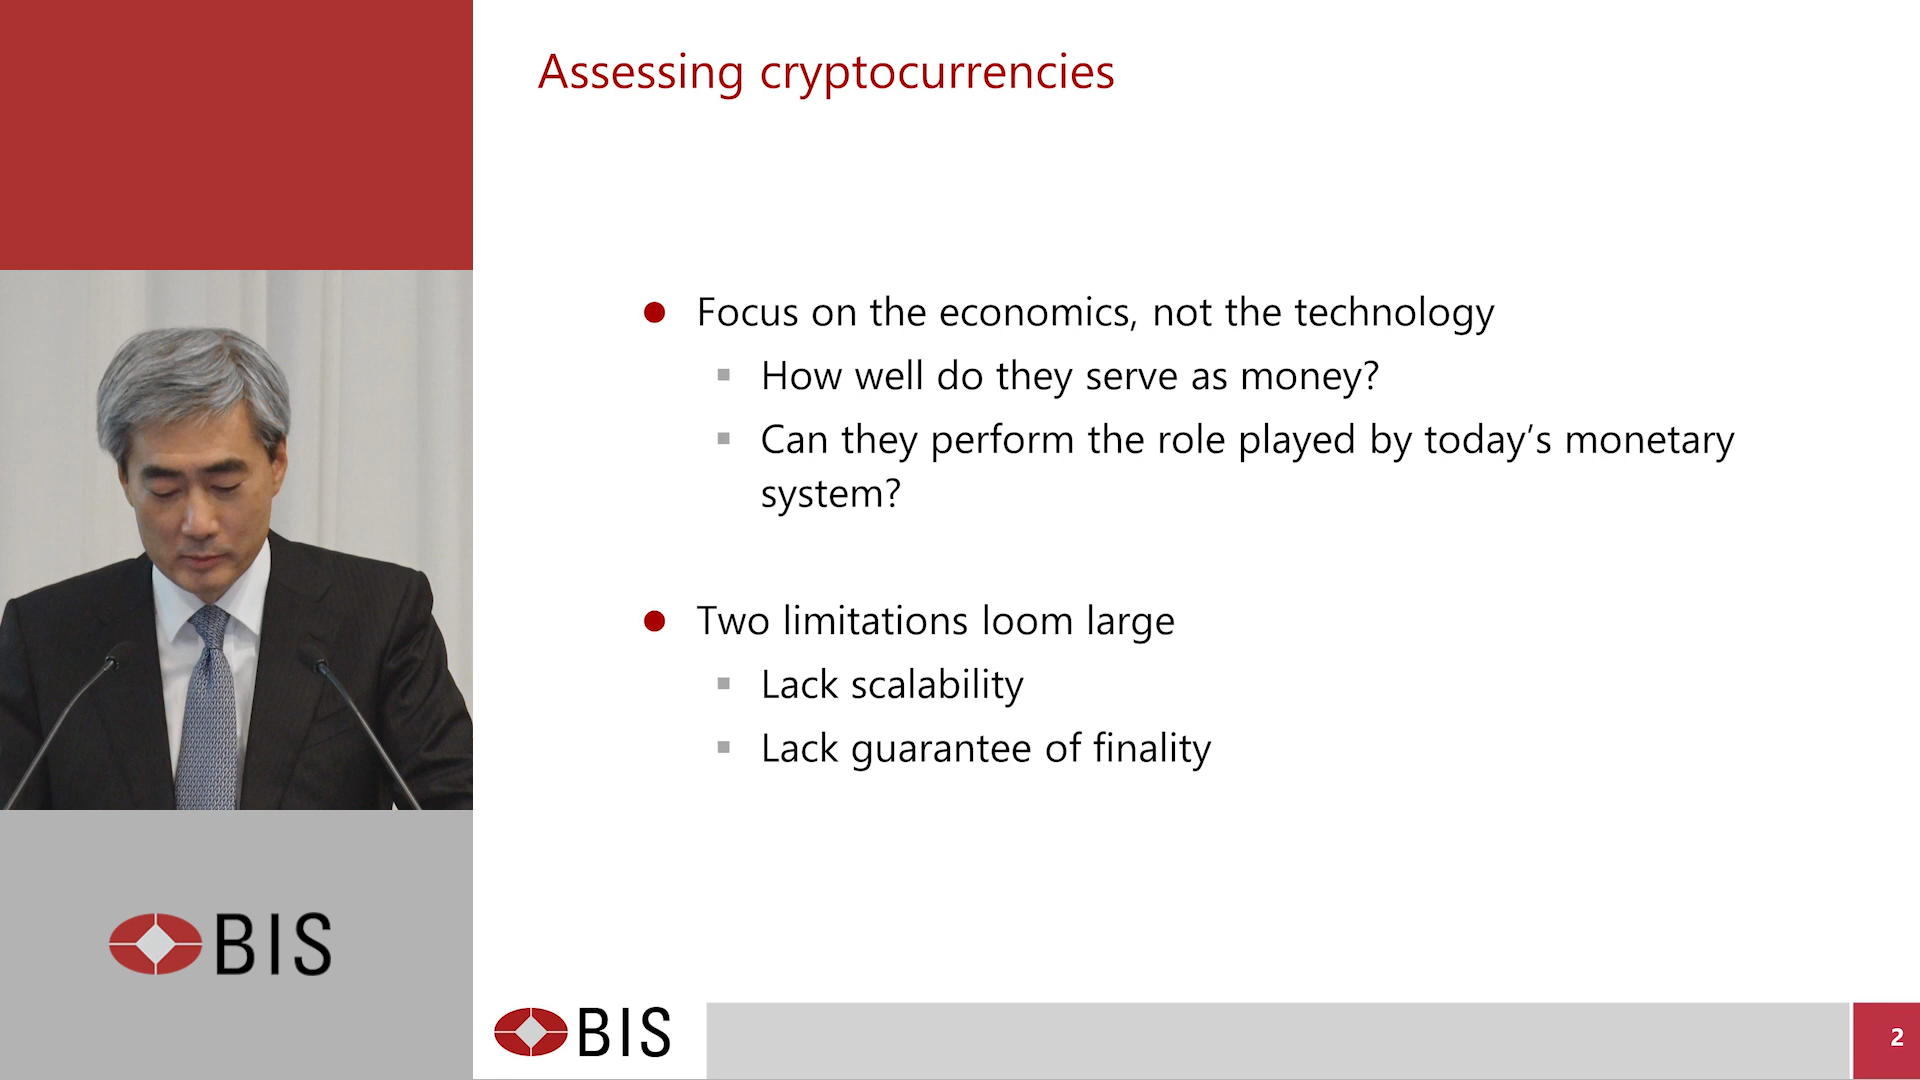 Assessing cryptocurrencies
Focus on the economics, not the technology
How well do they serve as money?
Can they perform the role played by today’s monetary
system?
Two limitations loom large
Lack scalability
Lack guarantee of finality
BIS
BIS
2